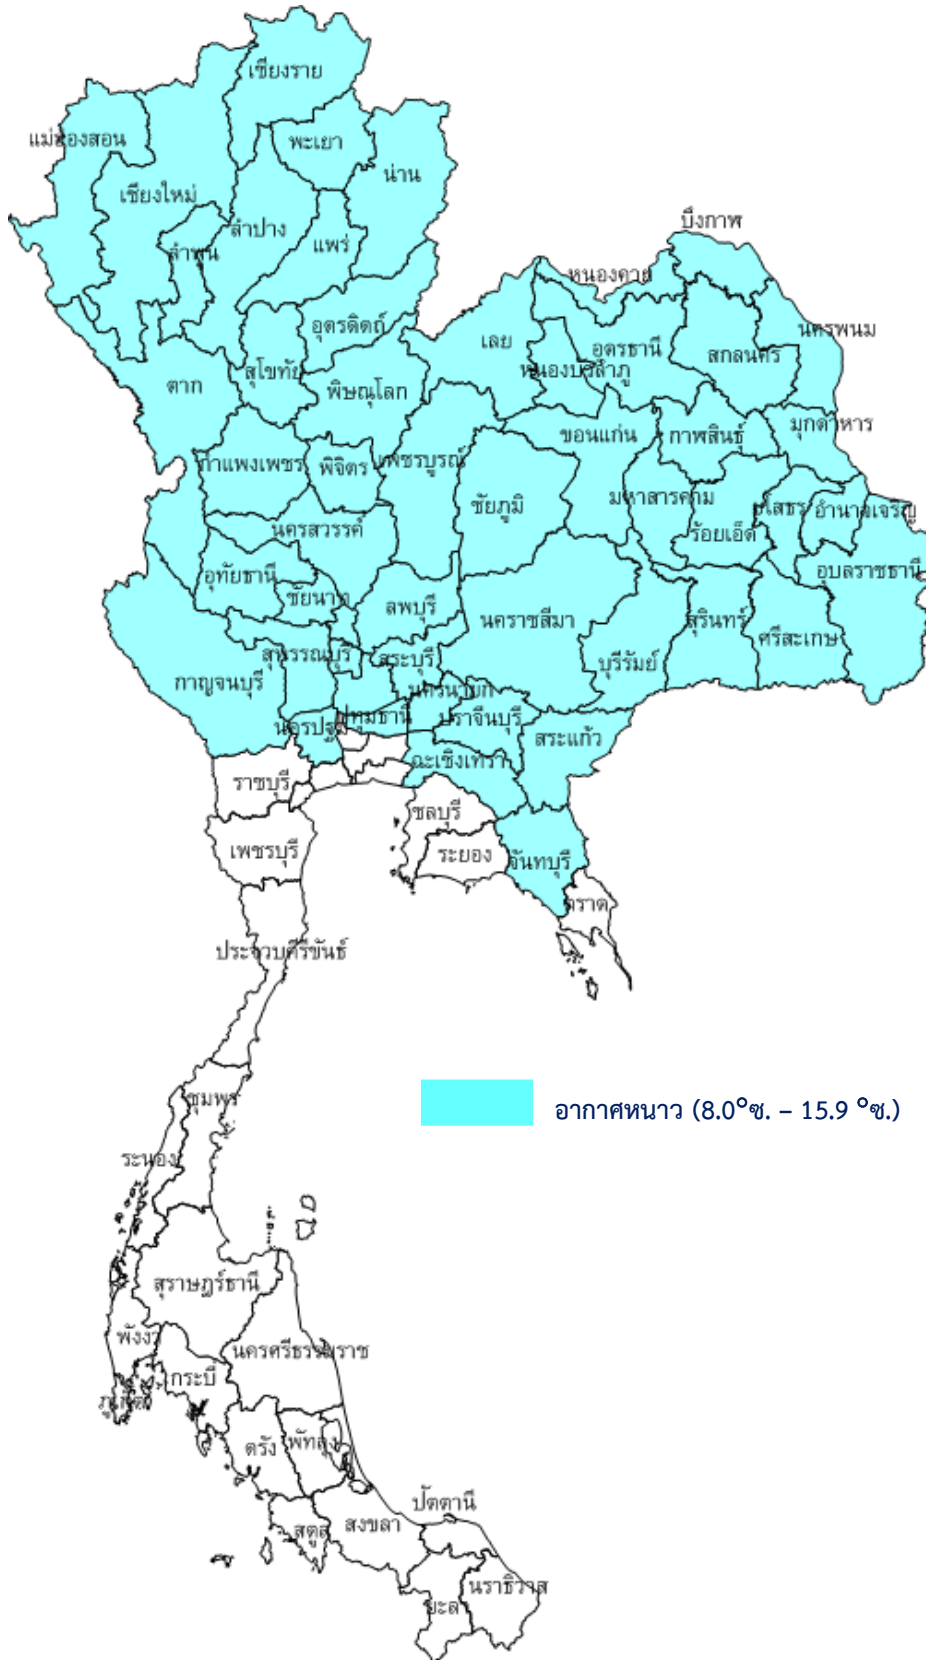 เชียงราย
แม่ฮ่องสอน
พะเยา
น่าน
เชียงใหม่
ลำปาง
แพร่
ลำพูน
บึงกาฬ
หนองคาย
อุตรดิตถ์
นครพนม
เลย
อุดรธานี
สกลนคร
สุโขทัย
หนองบัวลำภู
ตาก
พิษณุโลก
มุกดาหาร
ขอนแก่น
กาฬสินธุ์
กำแพงเพชร
พิจิตร
เพชรบูรณ์
ชัยภูมิ
มหาสารคาม
ยโสธร
อำนาจเจริญ
นครสวรรค์
ร้อยเอ็ด
อุทัยธานี
อุบลราชธานี
ชัยนาท
ลพบุรี
นคราชสีมา
สุรินทร์
ศรีสะเกษ
สุพรรณบุรี
สระบุรี
บุรีรัมย์
กาญจนบุรี
นครนายก
นครปฐม
ปทุมธานี
ปราจีนบุรี
สระแก้ว
ฉะเชิงเทรา
ราชบุรี
ชลบุรี
เพชรบุรี
ระยอง
จันทบุรี
ตราด
ประจวบคีรีขันธ์
ชุมพร
อากาศหนาว (8.0°ซ. – 15.9 °ซ.)
ระนอง
สุราษฎร์ธานี
พังงา
นครศรีธรรมราช
กระบี่
ภูเก็ต
ตรัง
พัทลุง
ปัตตานี
สตูล
สงขลา
นราธิวาส
ยะลา